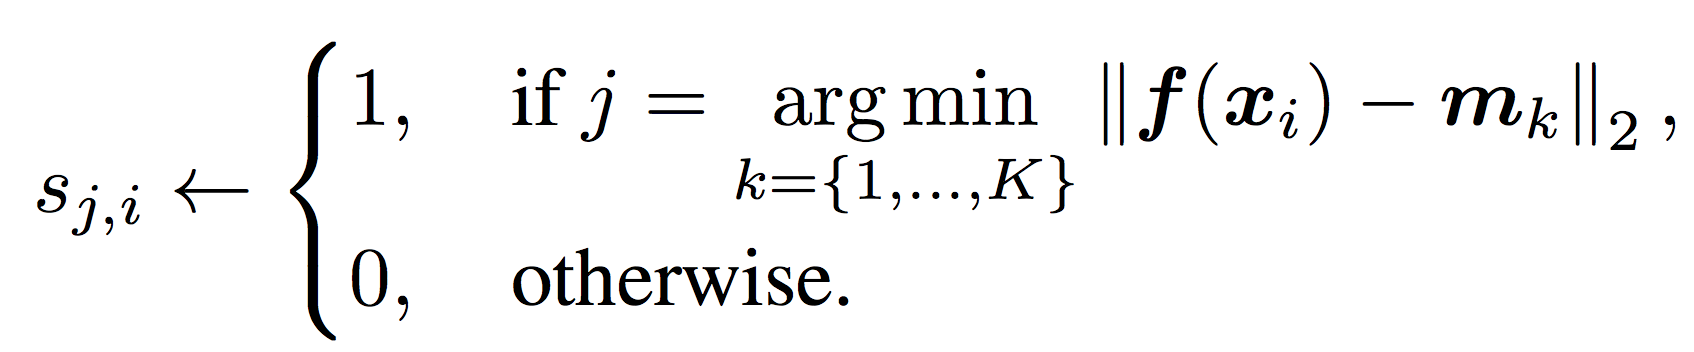 s_{j,i} ← { 1, if j = arg min_{k={1,...,K}} ‖f(x_i) − m_k‖_2 ,
0, otherwise.